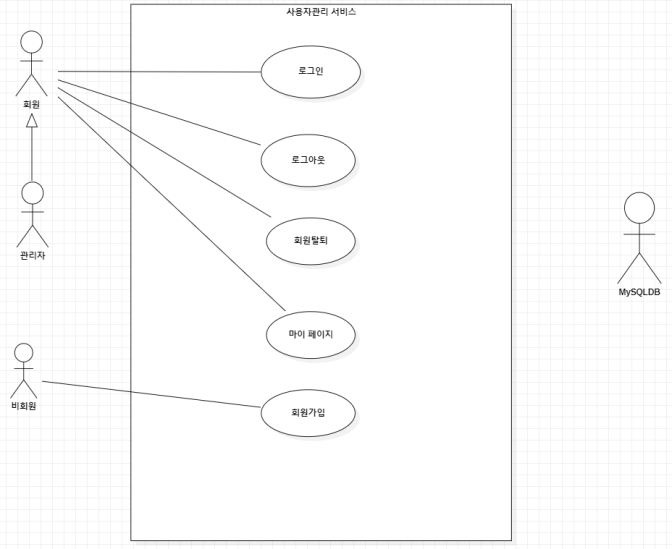 사용자관리 서비스
로그인
회원
로그아웃
회원탈퇴
관리자
MySQLDB
마이 페이지
비회원
회원가입